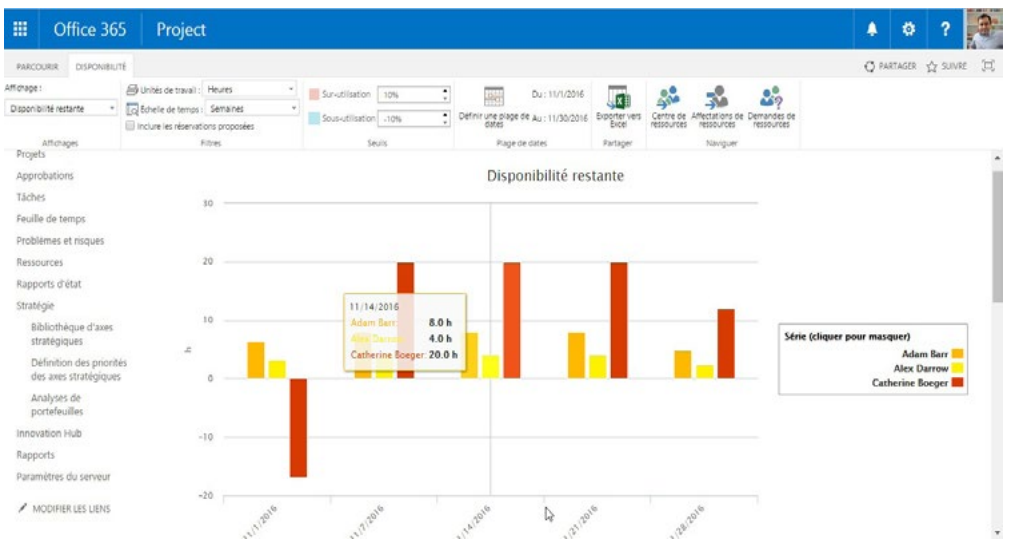 Office 365
Project
?
PARCOURIR
DISPONIBILITÉ
PARTAGER
SUIVRE
Affichage :
Disponibilité restante
Affichages
Unités de travail :
Heures
Échelle de temps :
Semaines
Inclure les réservations proposées
Filtres
Sur-utilisation
10%
Sous-utilisation
-10%
Seuils
Définir une plage de
dates
Du : 11/1/2016
Au : 11/30/2016
Plage de dates
Exporter vers
Excel
Partager
Centre de
ressources
Affectations de
ressources
Demandes de
ressources
Naviguer
Projets
Approbations
Tâches
Feuille de temps
Problèmes et risques
Ressources
Rapports d'état
Stratégie
Bibliothèque d'axes
stratégiques
Définition des priorités
des axes stratégiques
Analyses de
portefeuilles
Innovation Hub
Rapports
Paramètres du serveur
MODIFIER LES LIENS
Disponibilité restante
30
20
10
0
-10
-20
h
11/14/2016
Adam Barr: 8.0 h
Alex Darrow: 4.0 h
Catherine Boeger: 20.0 h
11/1/2016
11/7/2016
11/14/2016
11/21/2016
11/28/2016
Série (cliquer pour masquer)
Adam Barr
Alex Darrow
Catherine Boeger